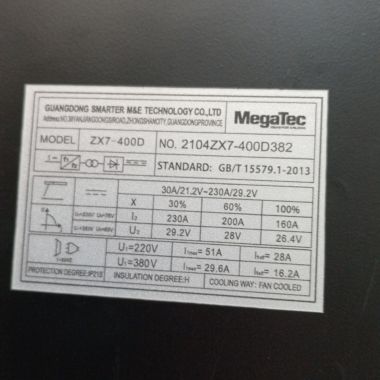 GUANGDONG SMARTER M&E TECHNOLOGY CO.,LTD
MegaTec
MODEL ZX7-400D NO. 2104ZX7-400D382
STANDARD: GB/T 15579.1-2013
30A/21.2V~230A/29.2V
X 30% 60% 100%
I2 230A 200A 160A
U2 29.2V 28V 26.4V
U1=220V I1max= 51A I1eff= 28A
U1=380V I1max= 29.6A I1eff= 16.2A
PROTECTION DEGREE:IP21S INSULATION DEGREE:H COOLING WAY: FAN COOLED